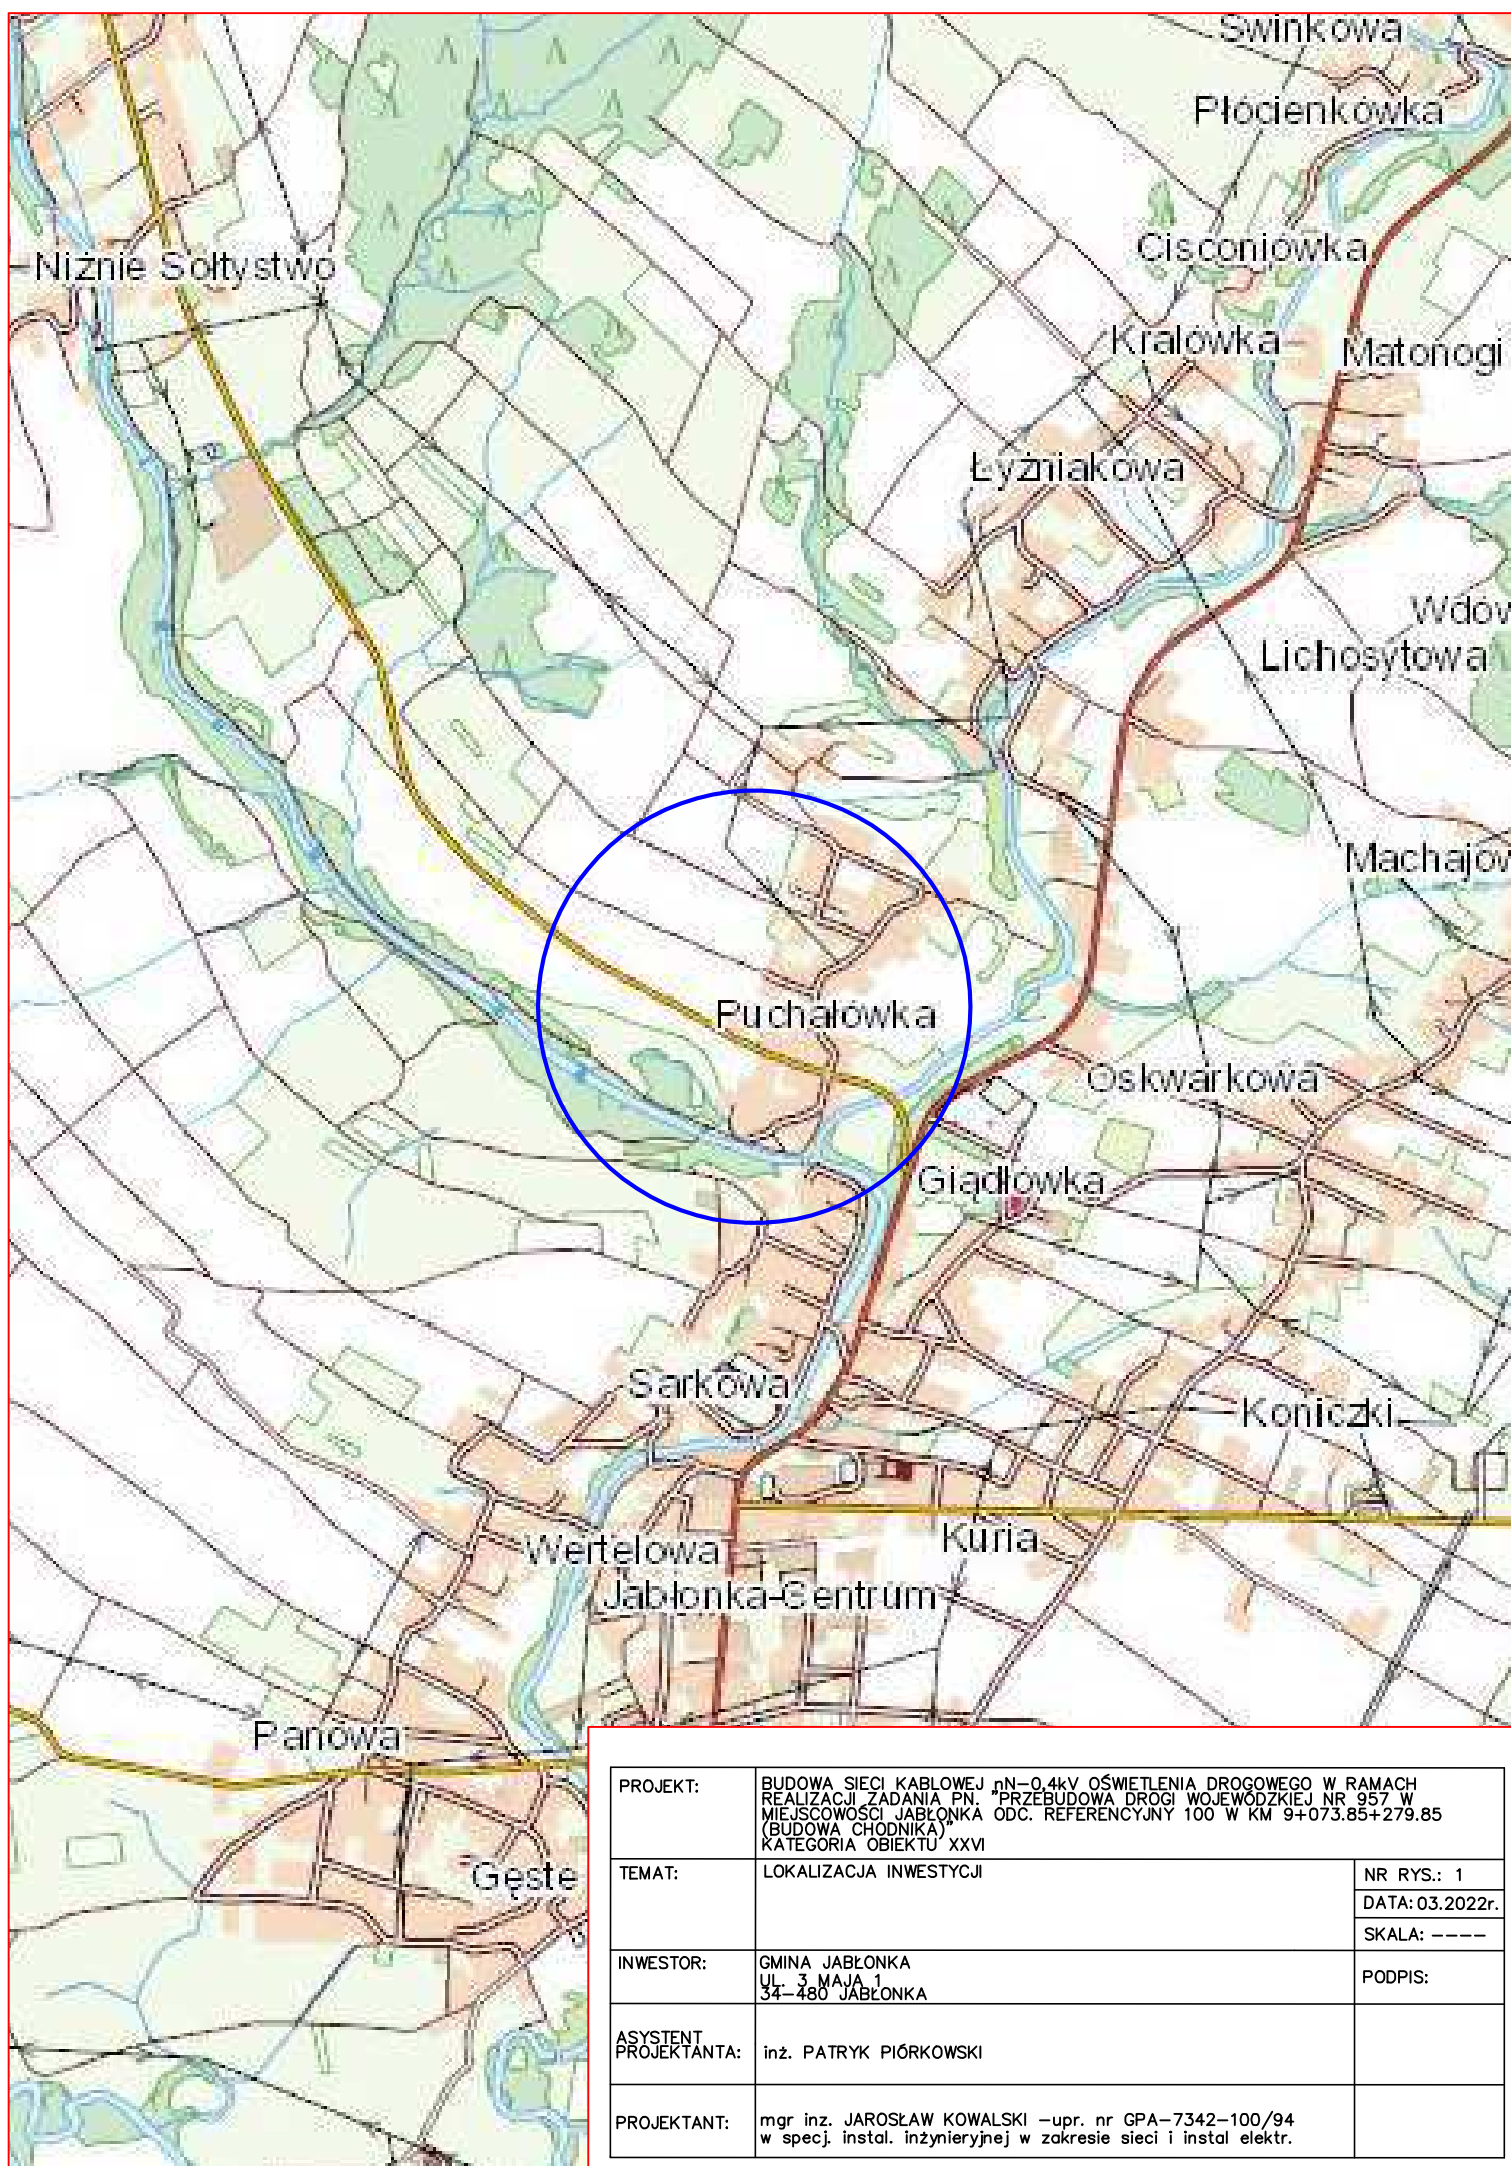 Swinkowa
Płócienkówka
Cisconiówka
Niżnie Sołtystwo
Kralówka
Matonogi
Łyżniakowa
Wdów
Lichosytowa
Machajów
Puchałówka
Oskwarkowa
Giądłówka
Sarkowa
Koniczki
Kuria
Wertelowa
Jabłonka-Centrum
Panowa
Gęste
PROJEKT:
BUDOWA SIECI KABLOWEJ nN-0,4kV OŚWIETLENIA DROGOWEGO W RAMACH
REALIZACJI ZADANIA PN. "PRZEBUDOWA DROGI WOJEWÓDZKIEJ NR 957 W
MIEJSCOWOŚCI JABŁONKA ODC. REFERENCYJNY 100 W KM 9+073.85+279.85
(BUDOWA CHODNIKA)"
KATEGORIA OBIEKTU XXVI
TEMAT:
LOKALIZACJA INWESTYCJI
NR RYS.: 1
DATA: 03.2022r.
SKALA: ----
INWESTOR:
GMINA JABŁONKA
UL. 3 MAJA 1
34-480 JABŁONKA
PODPIS:
ASYSTENT
PROJEKTANTA:
inż. PATRYK PIÓRKOWSKI
PROJEKTANT:
mgr inż. JAROSŁAW KOWALSKI -upr. nr GPA-7342-100/94
w specj. instal. inżynieryjnej w zakresie sieci i instal elektr.